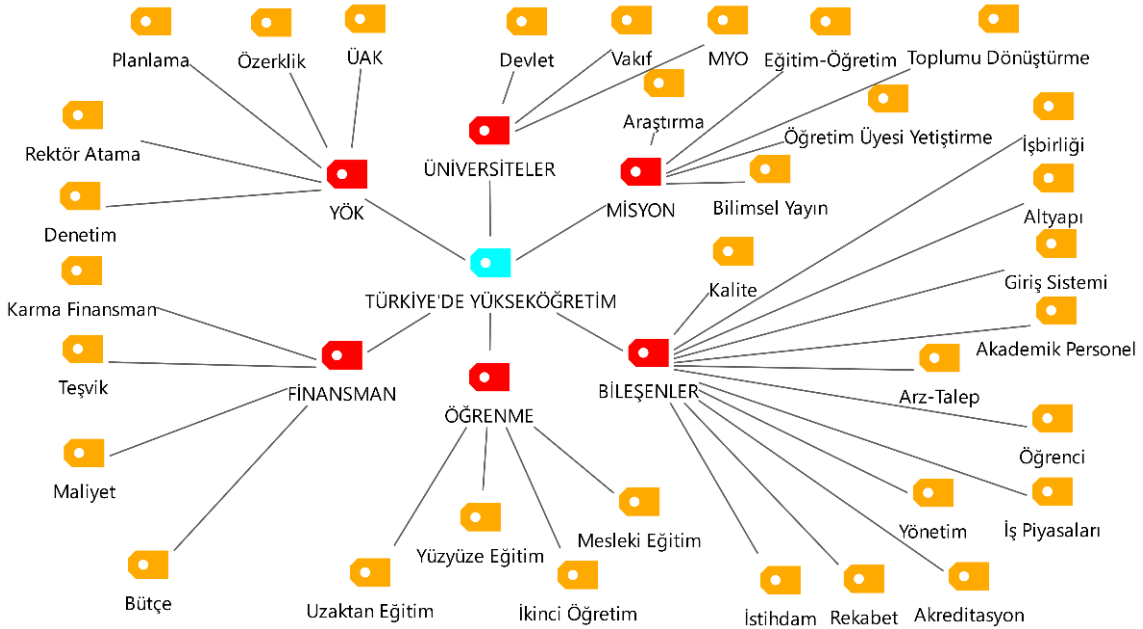 Planlama
Özerklik
ÜAK
Devlet
Vakıf
MYO
Eğitim-Öğretim
Toplumu Dönüştürme
Rektör Atama
Araştırma
Öğretim Üyesi Yetiştirme
İşbirliği
ÜNİVERSİTELER
YÖK
MİSYON
Bilimsel Yayın
Altyapı
Denetim
Kalite
Giriş Sistemi
TÜRKİYE'DE YÜKSEKÖĞRETİM
Karma Finansman
Akademik Personel
Teşvik
FİNANSMAN
ÖĞRENME
BİLEŞENLER
Arz-Talep
Öğrenci
Maliyet
Yönetim
İş Piyasaları
Yüzyüze Eğitim
Mesleki Eğitim
Bütçe
Uzaktan Eğitim
İkinci Öğretim
İstihdam
Rekabet
Akreditasyon